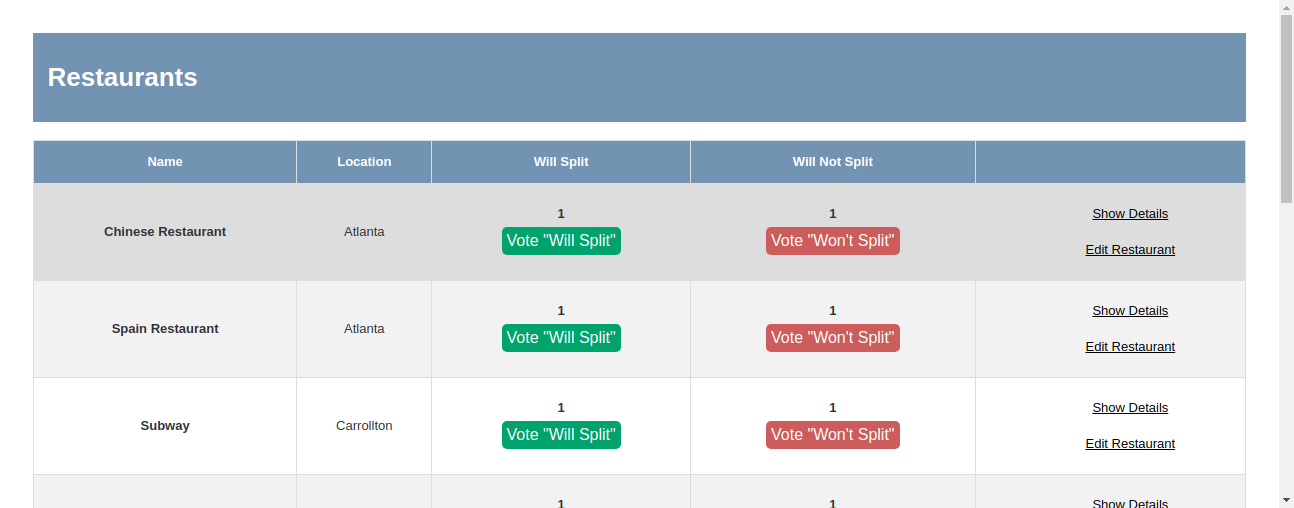 Restaurants
Name Location Will Split Will Not Split
1 1 Show Details
Chinese Restaurant Atlanta Vote "Will Split" Vote "Won't Split"
Edit Restaurant
1 1 Show Details
Spain Restaurant Atlanta Vote "Will Split" Vote "Won't Split"
Edit Restaurant
1 1 Show Details
Subway Carrollton Vote "Will Split" Vote "Won't Split"
Edit Restaurant
1 1 Show Details